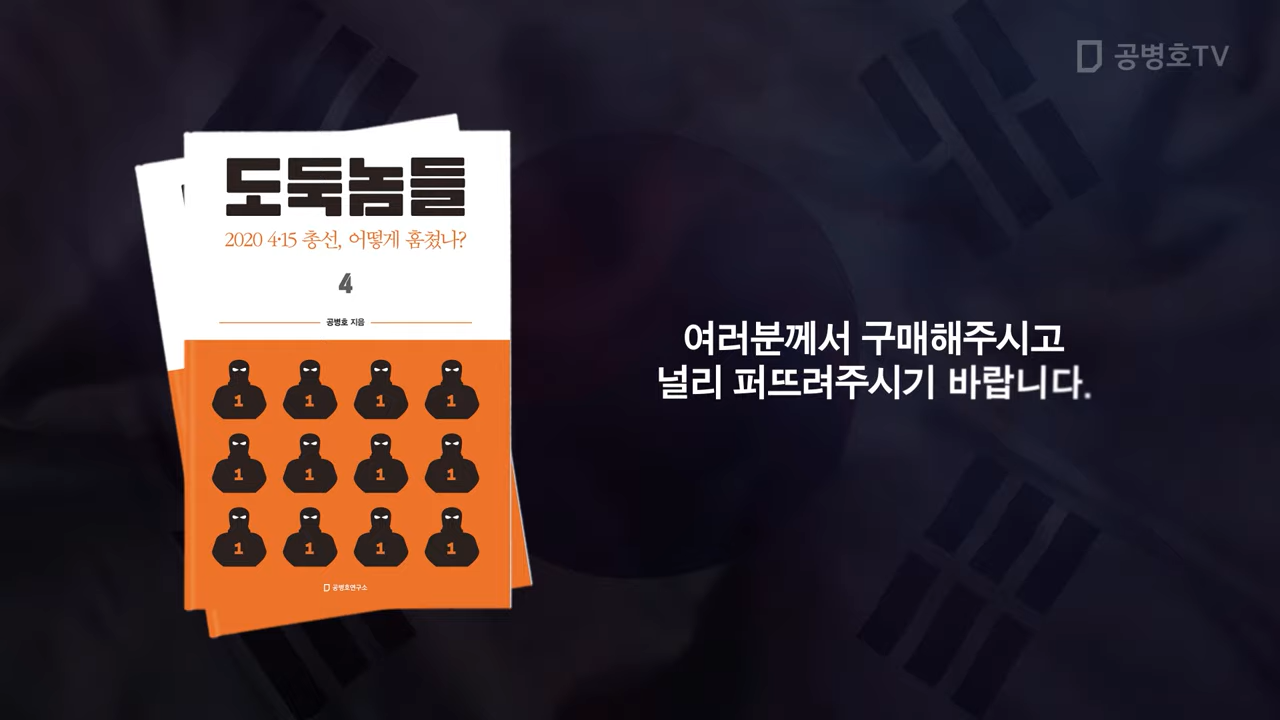 공병호TV
도둑놈들
2020 4·15 총선, 어떻게 훔쳤나?
4
공병호 지음
1 1 1 1
1 1 1 1
1 1 1 1
공병호연구소
여러분께서 구매해주시고
널리 퍼뜨려주시기 바랍니다.